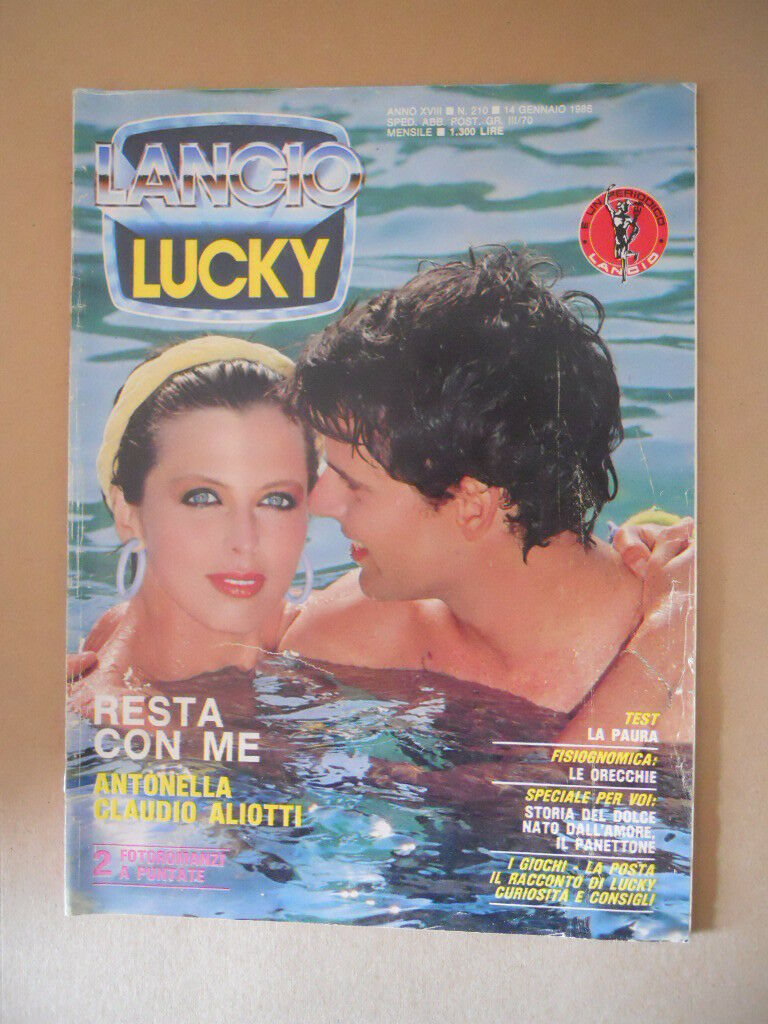 ANNO XVIII ■ N. 210 ■ 14 GENNAIO 1986
SPED. ABB. POST. GR. III/70
MENSILE ■ 1.300 LIRE
LANCIO
LUCKY
È UN PERIODICO
LANCIO
RESTA
CON ME
ANTONELLA
CLAUDIO ALIOTTI
2 FOTOROMANZI
A PUNTATE
TEST
LA PAURA
FISIOGNOMICA:
LE ORECCHIE
SPECIALE PER VOI:
STORIA DEL DOLCE
NATO DALL'AMORE,
IL PANETTONE
I GIOCHI - LA POSTA
IL RACCONTO DI LUCKY
CURIOSITÀ E CONSIGLI